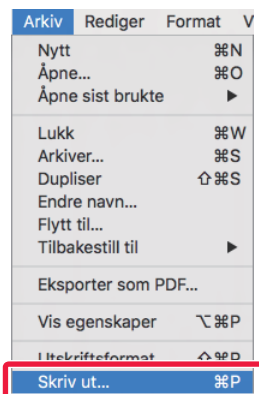 Arkiv Rediger Format V
Nytt ⌘N
Åpne... ⌘O
Åpne sist brukte ▶
Lukk ⌘W
Arkiver... ⌘S
Dupliser ⇧⌘S
Endre navn...
Flytt til...
Tilbakestill til ▶
Eksporter som PDF...
Vis egenskaper ⌥⌘P
Utskriftsformat ⇧⌘P
Skriv ut... ⌘P